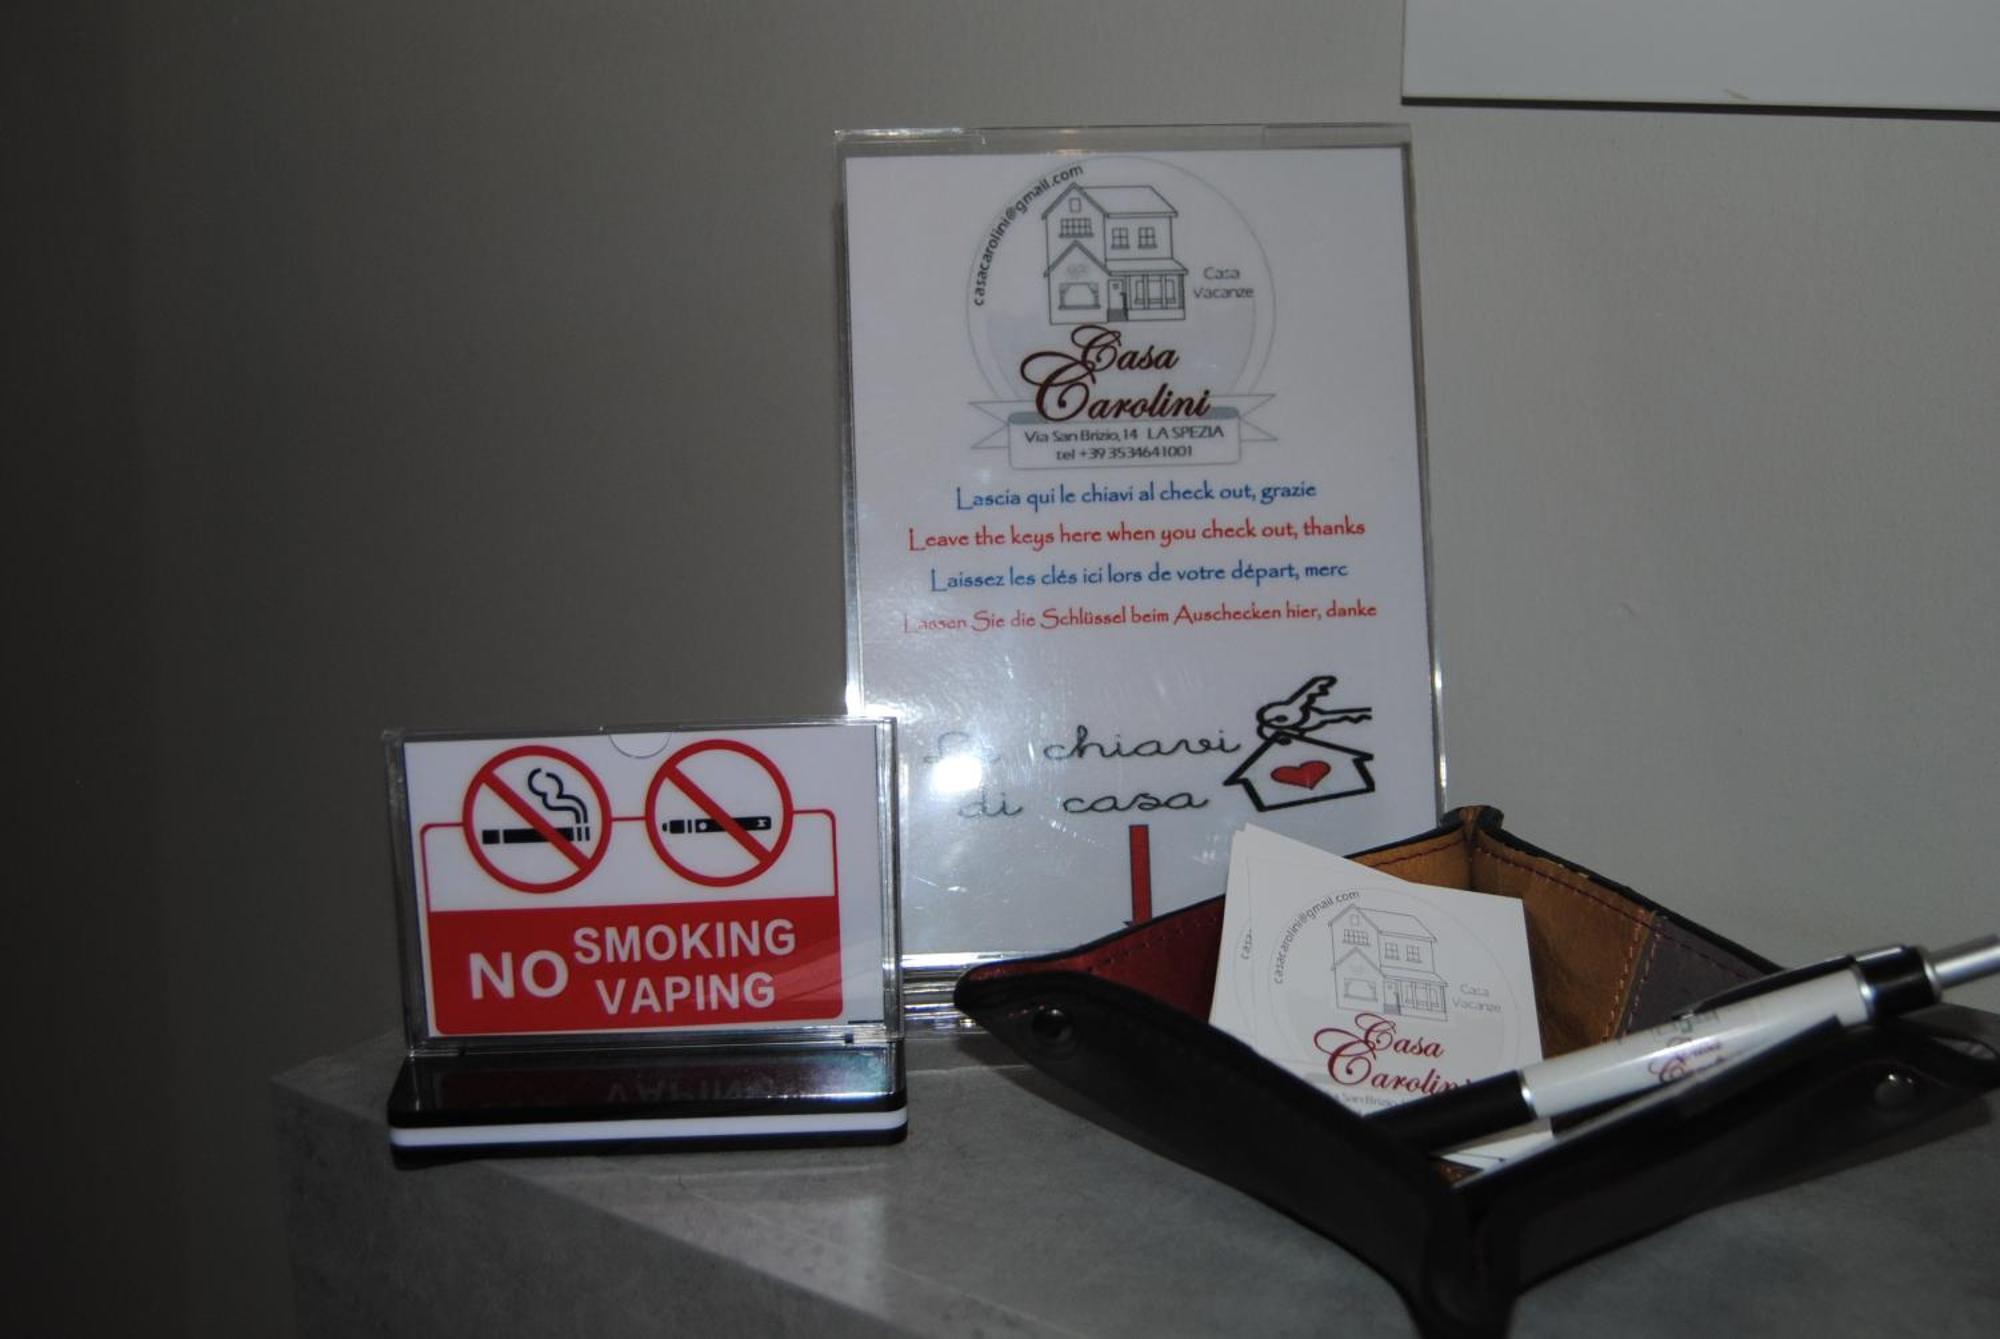 casacarolini@gmail.com
Casa
Vacanze
Casa
Carolini
Via San Brizio, 14 LA SPEZIA
tel +39 3534641001
Lascia qui le chiavi al check out, grazie
Leave the keys here when you check out, thanks
Laissez les clés ici lors de votre départ, merc
Lassen Sie die Schlüssel beim Auschecken hier, danke
Le chiavi
di casa
NO SMOKING
VAPING
casacarolini@gmail.com
Casa
Vacanze
Casa
Carolini
San Brizio